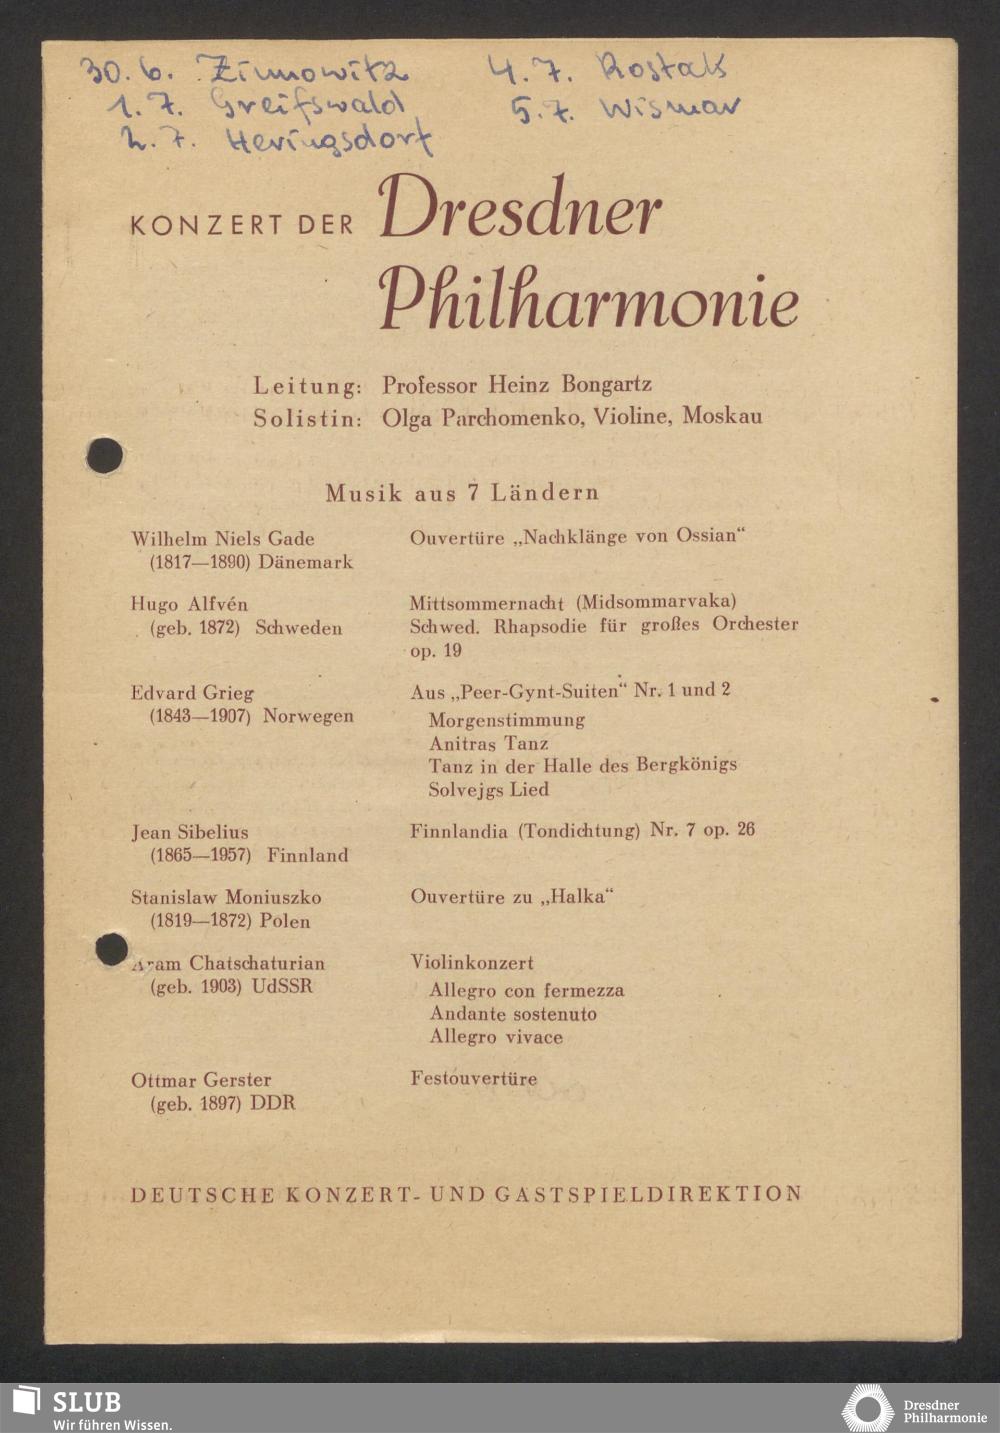 30. 6. Zinnowitz
1. 7. Greifswald
2. 7. Heringsdorf
4. 7. Rostak
5. 7. Wismar
KONZERT DER Dresdner
Philharmonie
Leitung: Professor Heinz Bongartz
Solistin: Olga Parchomenko, Violine, Moskau
Musik aus 7 Ländern
Wilhelm Niels Gade Ouvertüre „Nachklänge von Ossian“
(1817—1890) Dänemark
Hugo Alfvén Mittsommernacht (Midsommarvaka)
(geb. 1872) Schweden Schwed. Rhapsodie für großes Orchester
op. 19
Edvard Grieg Aus „Peer-Gynt-Suiten“ Nr. 1 und 2
(1843—1907) Norwegen Morgenstimmung
Anitras Tanz
Tanz in der Halle des Bergkönigs
Solvejgs Lied
Jean Sibelius Finnlandia (Tondichtung) Nr. 7 op. 26
(1865—1957) Finnland
Stanislaw Moniuszko Ouvertüre zu „Halka“
(1819—1872) Polen
Aram Chatschaturian Violinkonzert
(geb. 1903) UdSSR Allegro con fermezza
Andante sostenuto
Allegro vivace
Ottmar Gerster Festouvertüre
(geb. 1897) DDR
DEUTSCHE KONZERT- UND GASTSPIELDIREKTION
SLUB
Wir führen Wissen.
Dresdner
Philharmonie